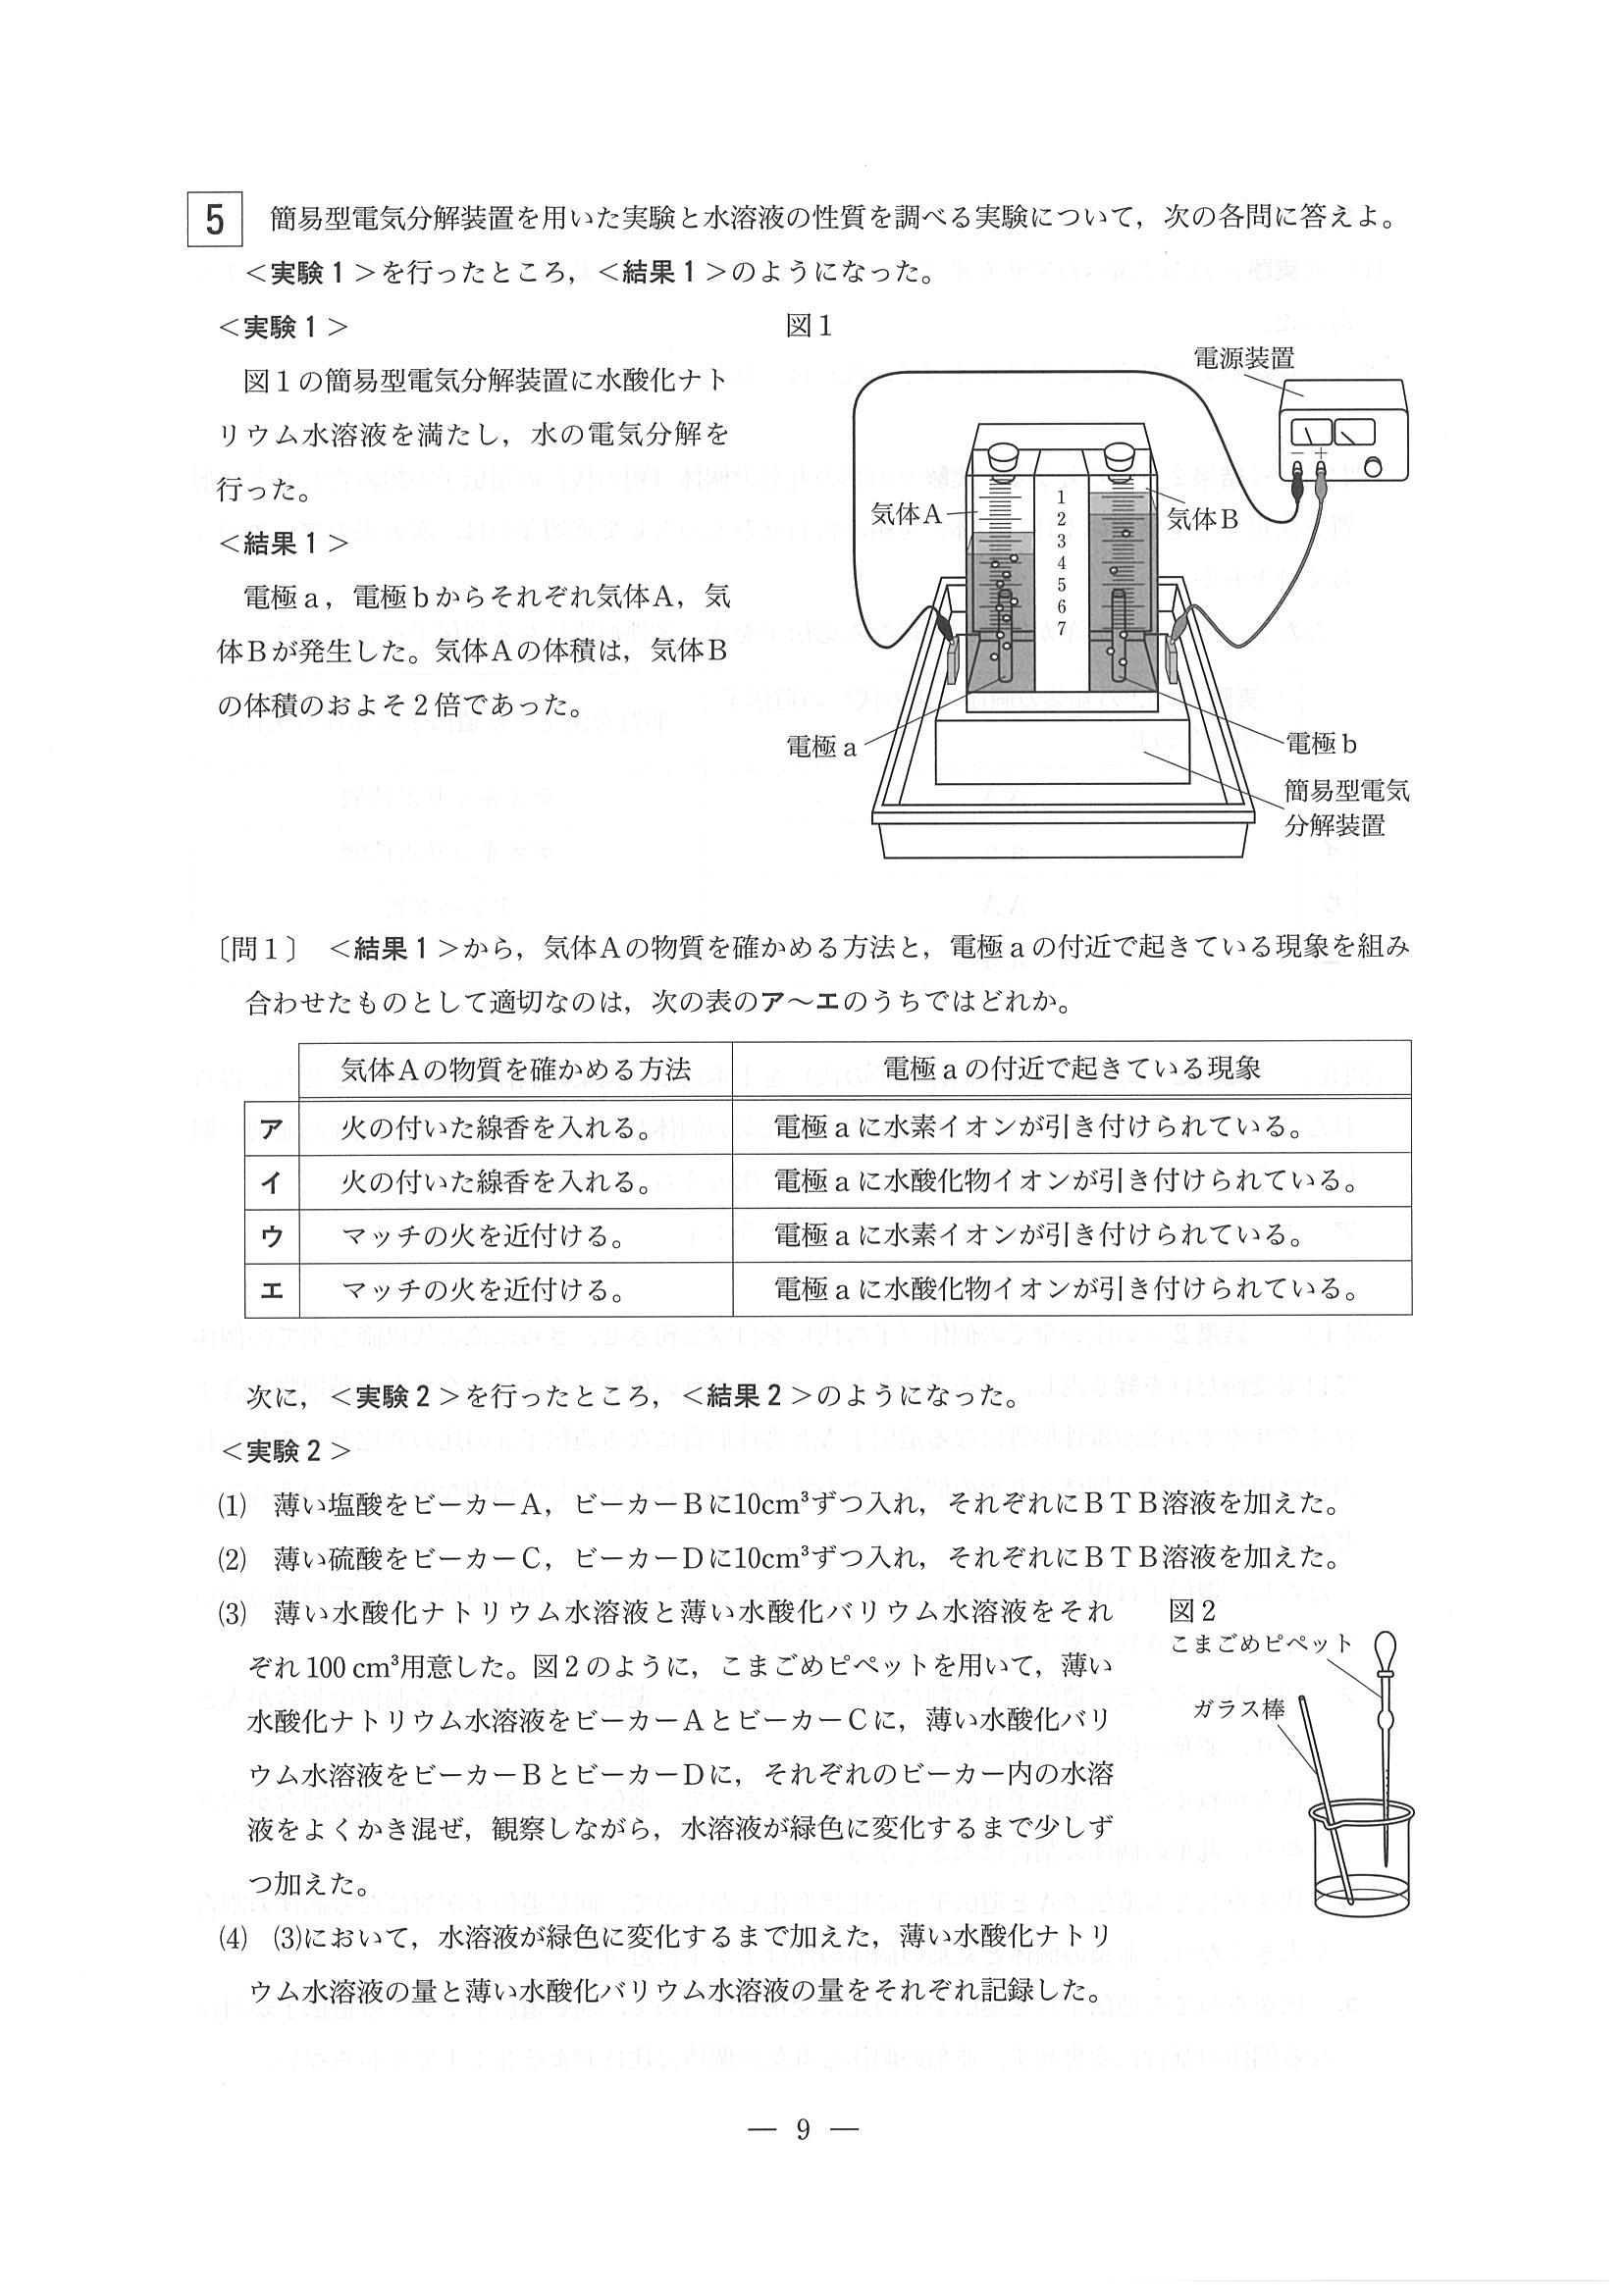 5 簡易型電気分解装置を用いた実験と水溶液の性質を調べる実験について，次の各問に答えよ。
＜実験１＞を行ったところ，＜結果１＞のようになった。
＜実験１＞
図１の簡易型電気分解装置に水酸化ナト
リウム水溶液を満たし，水の電気分解を
行った。
＜結果１＞
電極ａ，電極ｂからそれぞれ気体Ａ，気
体Ｂが発生した。気体Ａの体積は，気体Ｂ
の体積のおよそ２倍であった。
図１
電源装置
− ＋
気体Ａ
気体Ｂ
1
2
3
4
5
6
7
電極ａ
電極ｂ
簡易型電気
分解装置
〔問１〕 ＜結果１＞から，気体Ａの物質を確かめる方法と，電極ａの付近で起きている現象を組み
合わせたものとして適切なのは，次の表のア～エのうちではどれか。
気体Ａの物質を確かめる方法 電極ａの付近で起きている現象
ア 火の付いた線香を入れる。 電極ａに水素イオンが引き付けられている。
イ 火の付いた線香を入れる。 電極ａに水酸化物イオンが引き付けられている。
ウ マッチの火を近付ける。 電極ａに水素イオンが引き付けられている。
エ マッチの火を近付ける。 電極ａに水酸化物イオンが引き付けられている。
次に，＜実験２＞を行ったところ，＜結果２＞のようになった。
＜実験２＞
(1) 薄い塩酸をビーカーＡ，ビーカーＢに10cm³ずつ入れ，それぞれにＢＴＢ溶液を加えた。
(2) 薄い硫酸をビーカーＣ，ビーカーＤに10cm³ずつ入れ，それぞれにＢＴＢ溶液を加えた。
(3) 薄い水酸化ナトリウム水溶液と薄い水酸化バリウム水溶液をそれ
ぞれ100 cm³用意した。図２のように，こまごめピペットを用いて，薄い
水酸化ナトリウム水溶液をビーカーＡとビーカーＣに，薄い水酸化バリ
ウム水溶液をビーカーＢとビーカーＤに，それぞれのビーカー内の水溶
液をよくかき混ぜ，観察しながら，水溶液が緑色に変化するまで少しず
つ加えた。
(4) (3)において，水溶液が緑色に変化するまで加えた，薄い水酸化ナトリ
ウム水溶液の量と薄い水酸化バリウム水溶液の量をそれぞれ記録した。
図２
こまごめピペット
ガラス棒
― 9 ―